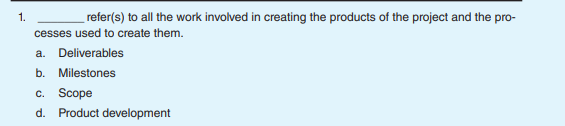 1. ________ refer(s) to all the work involved in creating the products of the project and the pro-
cesses used to create them.
a. Deliverables
b. Milestones
c. Scope
d. Product development